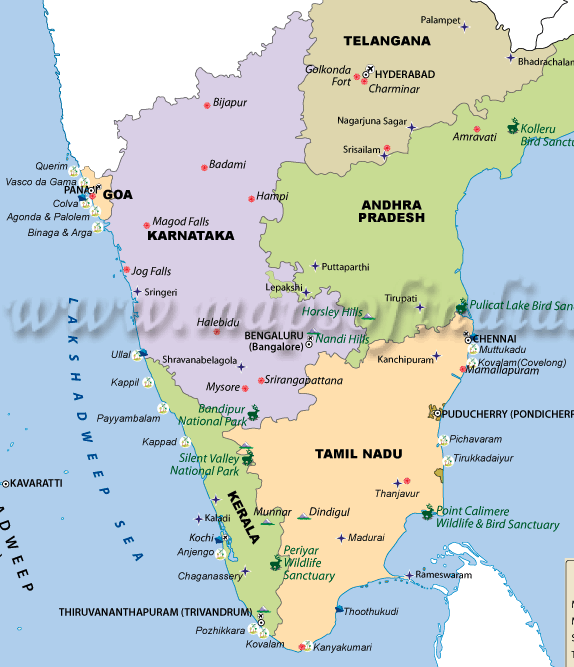 Palampet
TELANGANA
Bhadrachalan
HYDERABAD
Golkonda
Fort
Charminar
Bijapur
Nagarjuna Sagar
Kolleru
Bird Sanctu
Amravati
Srisailam
Querim
Badami
Vasco da Gama
PANAJI
GOA
Hampi
Colva
Agonda & Palolem
ANDHRA
PRADESH
Magod Falls
Binaga & Arga
KARNATAKA
Puttaparthi
Jog Falls
Lepakshi
Sringeri
Tirupati
Pulicat Lake Bird San
www.mapsofindia.
Horsley Hills
LAKSHADWEEP SEA
Halebidu
BENGALURU
(Bangalore)
Nandi Hills
CHENNAI
Muttukadu
Ullal
Shravanabelagola
Kanchipuram
Kovalam(Covelong)
Mamallapuram
Kappil
Mysore
Srirangapattana
Bandipur
National Park
Payyambalam
PUDUCHERRY (PONDICHERR
Kappad
Pichavaram
Silent Valley
National Park
TAMIL NADU
Tirukkadaiyur
KAVARATTI
Thanjavur
KERALA
Munnar
Dindigul
Point Calimere
Wildlife & Bird Sanctuary
Kaladi
Kochi
Madurai
Anjengo
Periyar
Wildlife
Sanctuary
ADWEEP
Chaganassery
Rameswaram
THIRUVANANTHAPURAM (TRIVANDRUM)
Thoothukudi
Pozhikkara
Kovalam
Kanyakumari